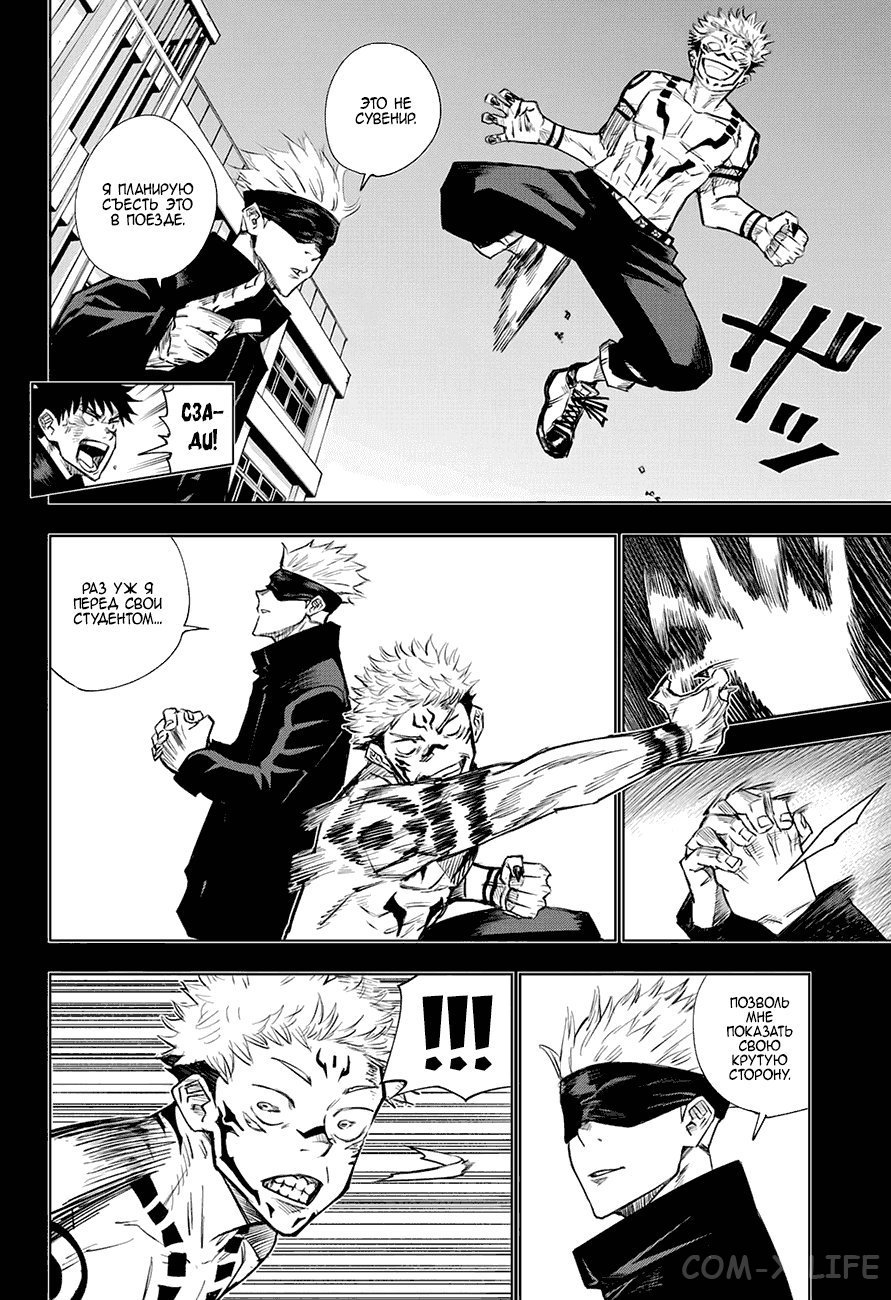 ЭТО НЕ
СУВЕНИР.
Я ПЛАНИРУЮ
СЪЕСТЬ ЭТО
В ПОЕЗДЕ.
ガッ
СЗА-
ДИ!
РАЗ УЖ Я
ПЕРЕД СВОИ
СТУДЕНТОМ...
ПОЗВОЛЬ МНЕ
ПОКАЗАТЬ
СВОЮ
КРУТУЮ
СТОРОНУ.
!!!
COM-X LIFE